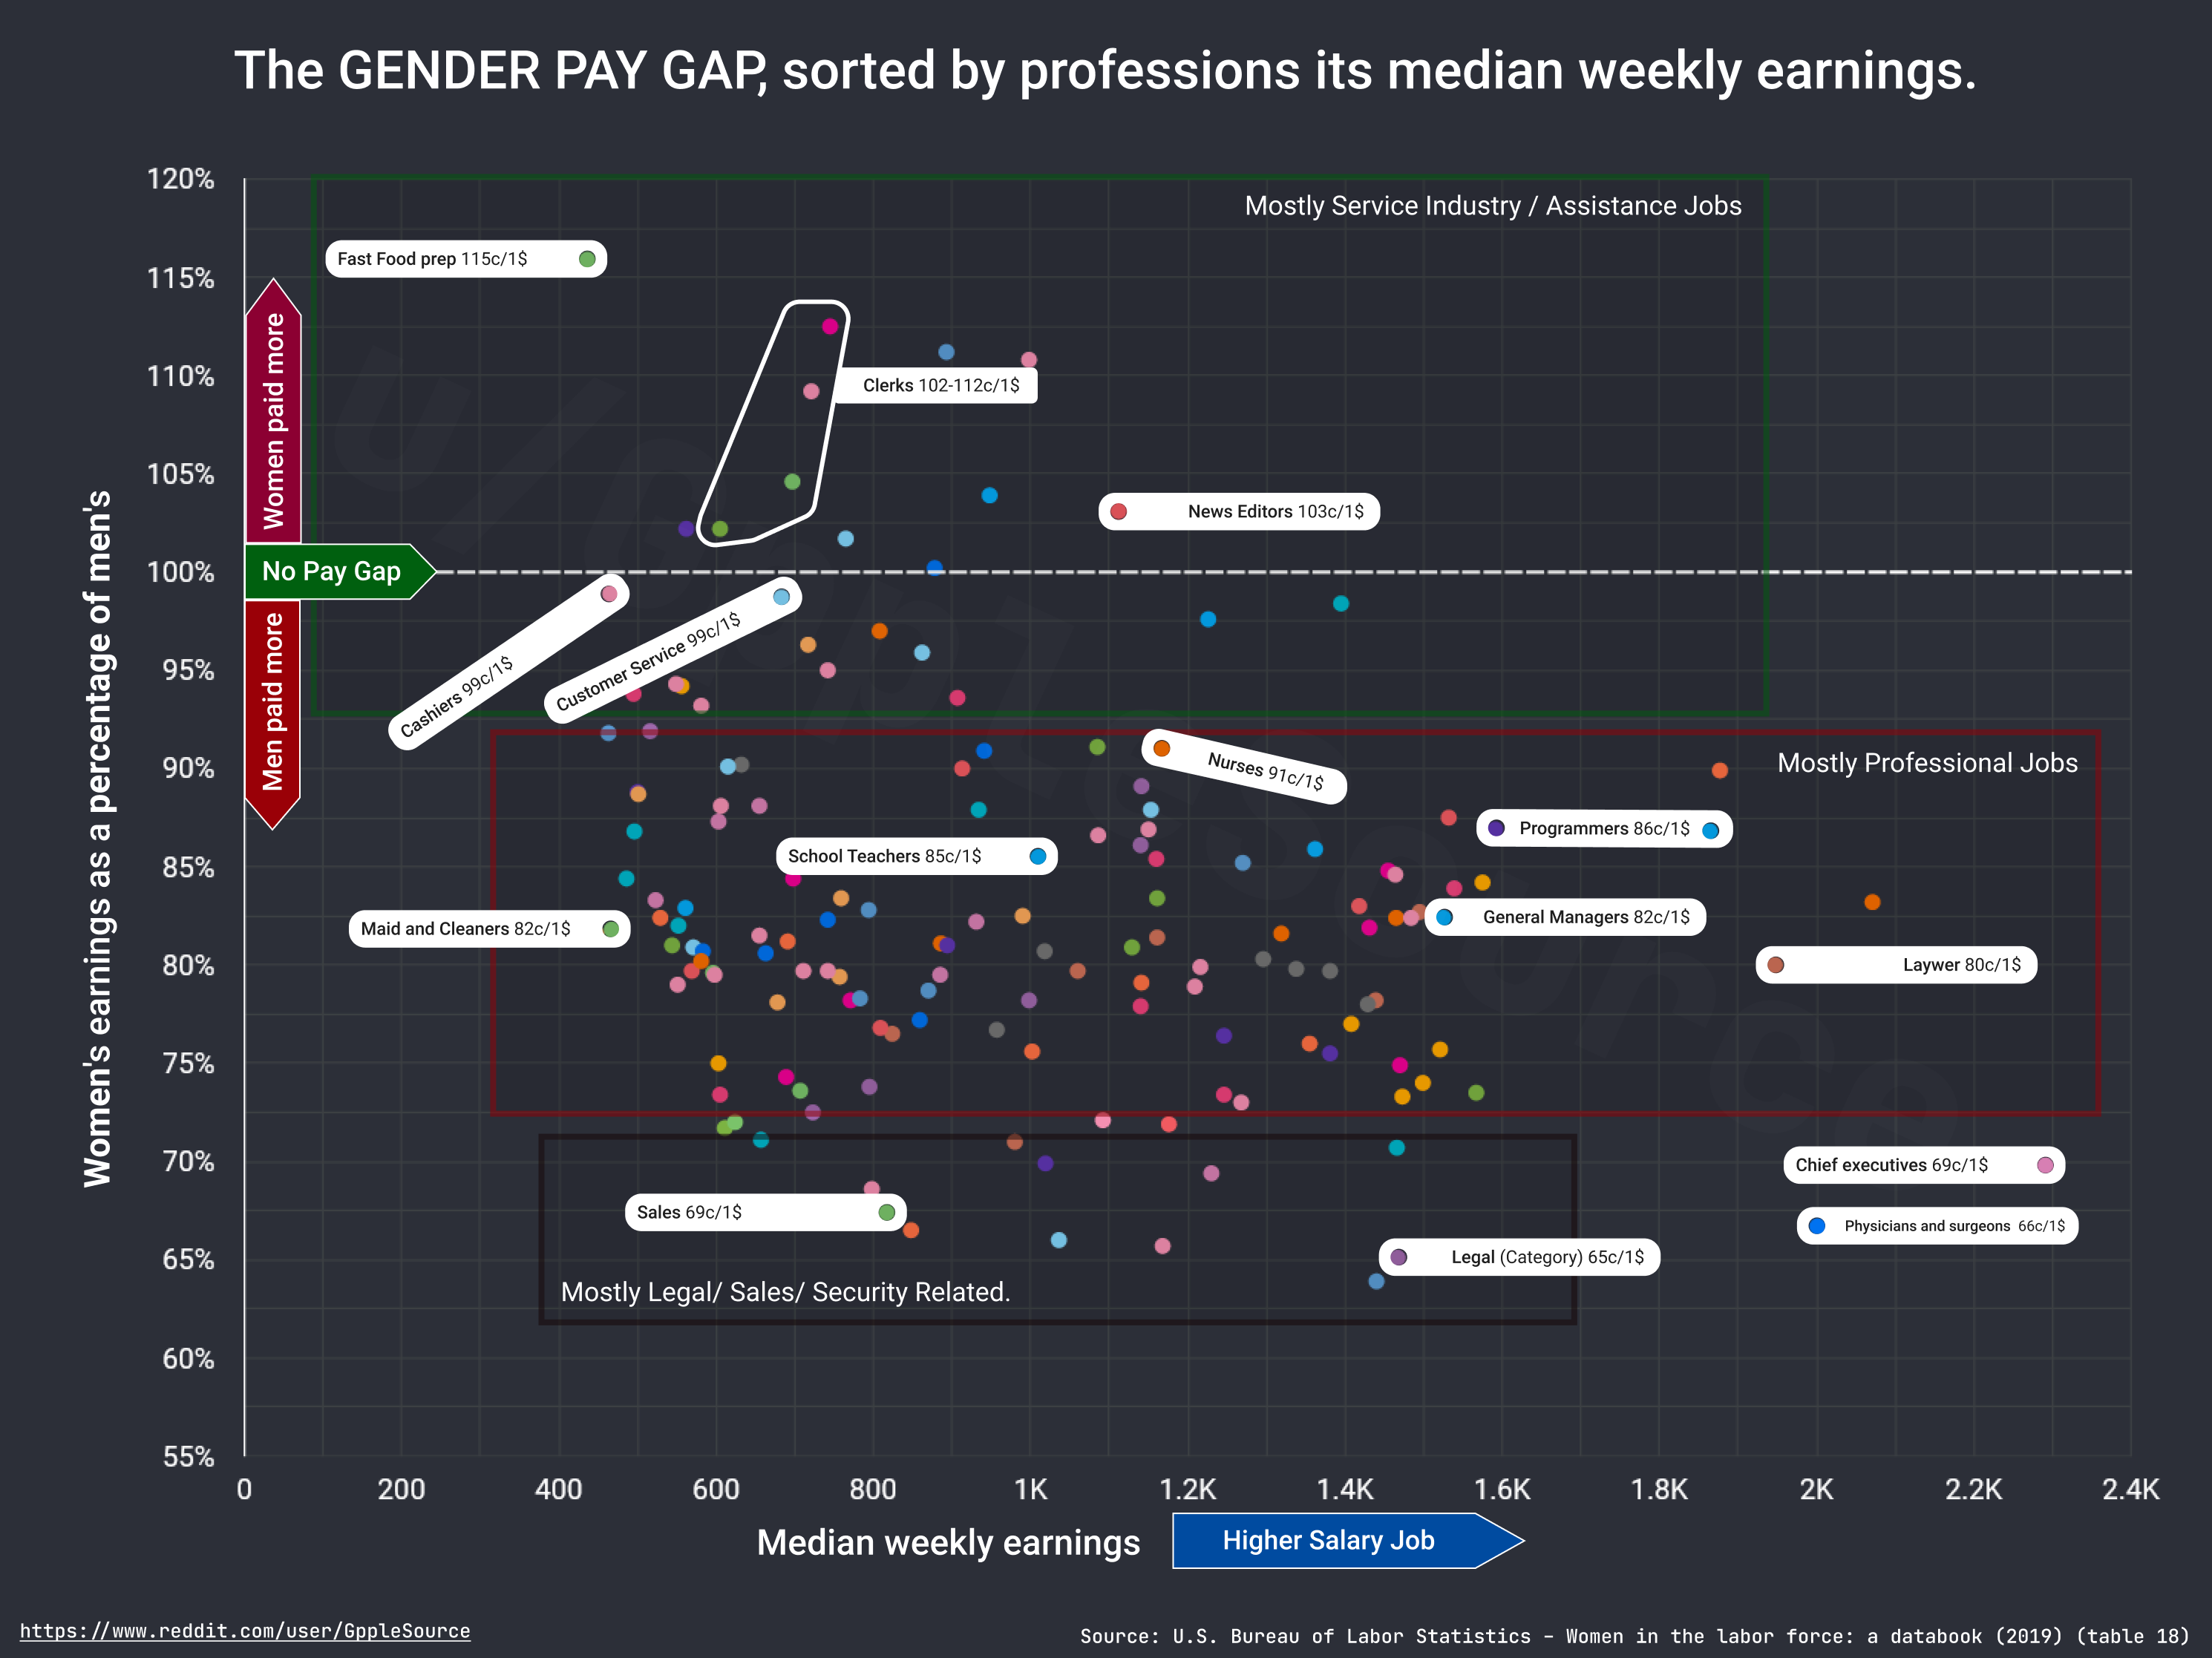 The GENDER PAY GAP, sorted by professions its median weekly earnings.
120%
115%
110%
105%
100%
95%
90%
85%
80%
75%
70%
65%
60%
55%
Women's earnings as a percentage of men's
Women paid more
No Pay Gap
Men paid more
Mostly Service Industry / Assistance Jobs
Fast Food prep 115c/1$
Clerks 102-112c/1$
News Editors 103c/1$
Cashiers 99c/1$
Customer Service 99c/1$
Mostly Professional Jobs
Nurses 91c/1$
Programmers 86c/1$
School Teachers 85c/1$
General Managers 82c/1$
Maid and Cleaners 82c/1$
Laywer 80c/1$
Chief executives 69c/1$
Sales 69c/1$
Physicians and surgeons 66c/1$
Legal (Category) 65c/1$
Mostly Legal/ Sales/ Security Related.
u/GppleSource
0 200 400 600 800 1K 1.2K 1.4K 1.6K 1.8K 2K 2.2K 2.4K
Median weekly earnings
Higher Salary Job
https://www.reddit.com/user/GppleSource
Source: U.S. Bureau of Labor Statistics - Women in the labor force: a databook (2019) (table 18)